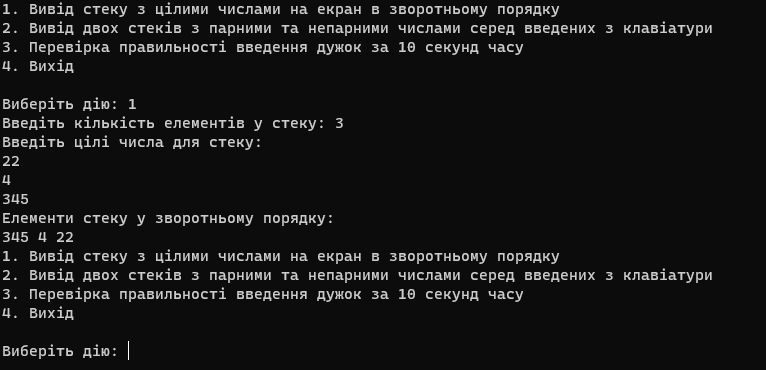 1. Вивід стеку з цілими числами на екран в зворотньому порядку
2. Вивід двох стеків з парними та непарними числами серед введених з клавіатури
3. Перевірка правильності введення дужок за 10 секунд часу
4. Вихід
Виберіть дію: 1
Введіть кількість елементів у стеку: 3
Введіть цілі числа для стеку:
22
4
345
Елементи стеку у зворотньому порядку:
345 4 22
1. Вивід стеку з цілими числами на екран в зворотньому порядку
2. Вивід двох стеків з парними та непарними числами серед введених з клавіатури
3. Перевірка правильності введення дужок за 10 секунд часу
4. Вихід
Виберіть дію: